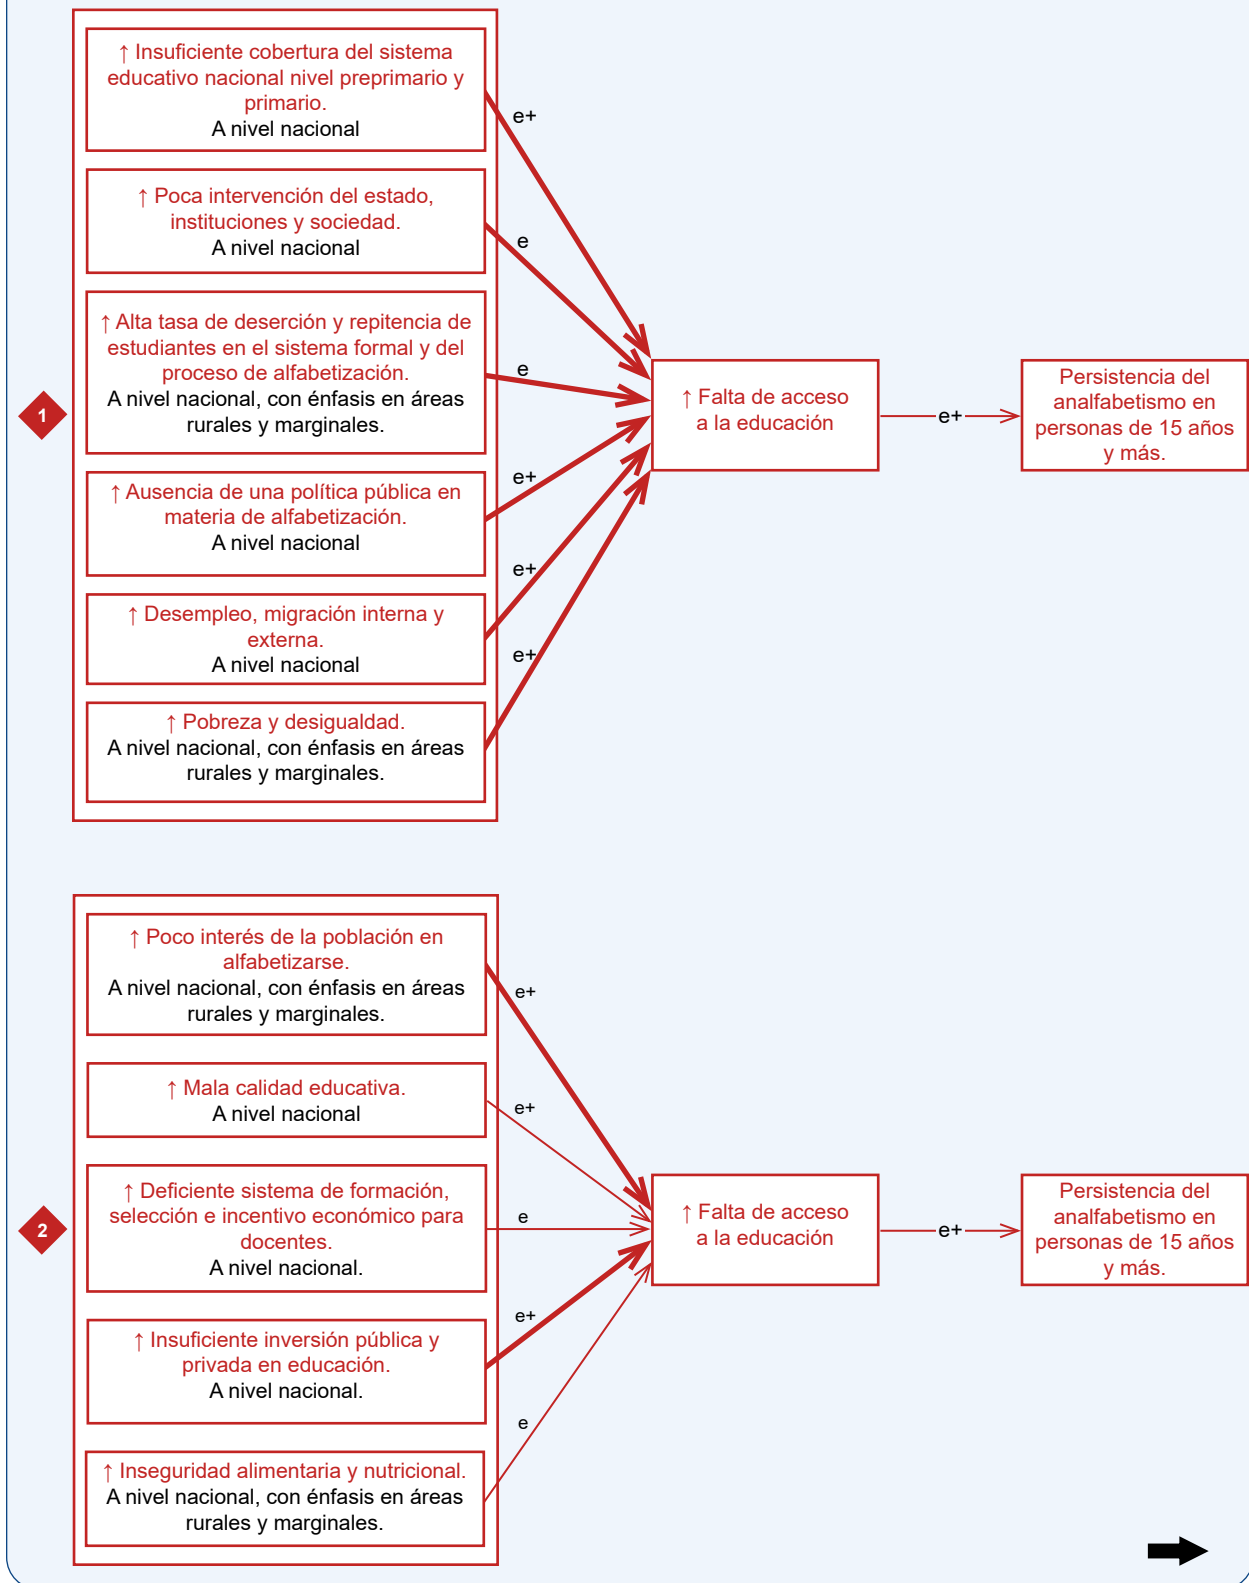 ↑ Insuficiente cobertura del sistema
educativo nacional nivel preprimario y
primario.
A nivel nacional
e+
↑ Poca intervención del estado,
instituciones y sociedad.
A nivel nacional
e
↑ Alta tasa de deserción y repitencia de
estudiantes en el sistema formal y del
proceso de alfabetización.
A nivel nacional, con énfasis en áreas
rurales y marginales.
e
1
↑ Ausencia de una política pública en
materia de alfabetización.
A nivel nacional
e+
↑ Desempleo, migración interna y
externa.
A nivel nacional
e+
↑ Pobreza y desigualdad.
A nivel nacional, con énfasis en áreas
rurales y marginales.
e+
↑ Falta de acceso
a la educación
e+
Persistencia del
analfabetismo en
personas de 15 años
y más.
↑ Poco interés de la población en
alfabetizarse.
A nivel nacional, con énfasis en áreas
rurales y marginales.
e+
↑ Mala calidad educativa.
A nivel nacional
e+
2
↑ Deficiente sistema de formación,
selección e incentivo económico para
docentes.
A nivel nacional.
e
↑ Insuficiente inversión pública y
privada en educación.
A nivel nacional.
e+
↑ Inseguridad alimentaria y nutricional.
A nivel nacional, con énfasis en áreas
rurales y marginales.
e
↑ Falta de acceso
a la educación
e+
Persistencia del
analfabetismo en
personas de 15 años
y más.